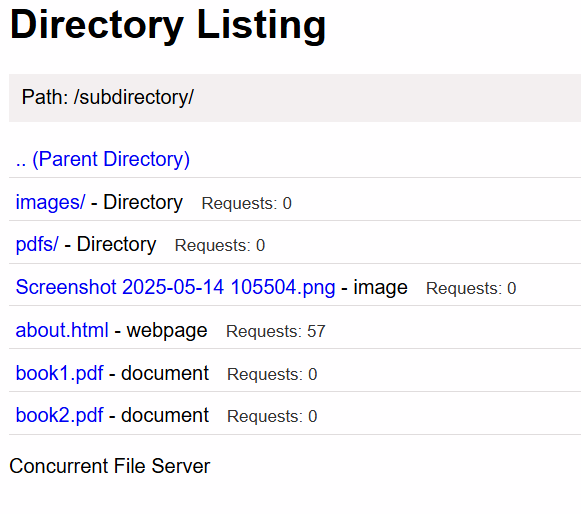 Directory Listing
Path: /subdirectory/
.. (Parent Directory)
images/ - Directory Requests: 0
pdfs/ - Directory Requests: 0
Screenshot 2025-05-14 105504.png - image Requests: 0
about.html - webpage Requests: 57
book1.pdf - document Requests: 0
book2.pdf - document Requests: 0
Concurrent File Server